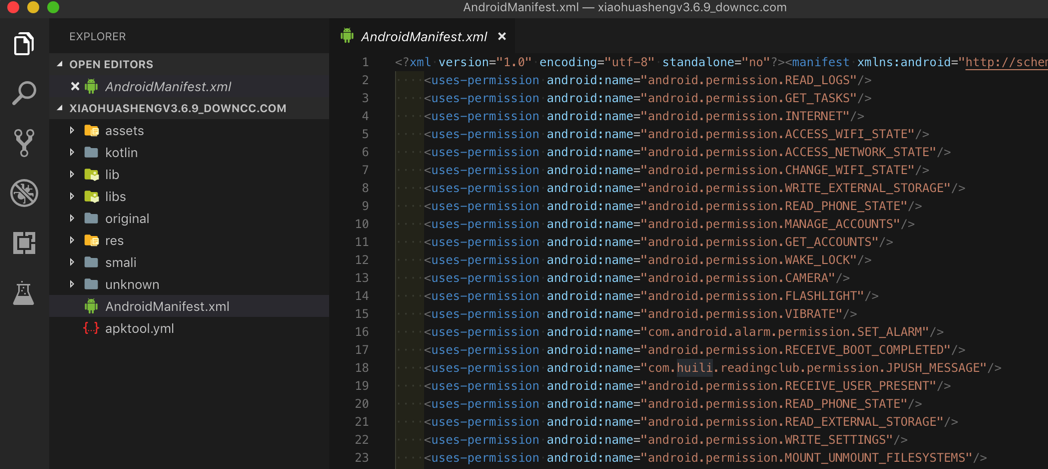 AndroidManifest.xml — xiaohuashengv3.6.9_downcc.com
EXPLORER
OPEN EDITORS
AndroidManifest.xml
XIAOHUASHENGV3.6.9_DOWNCC.COM
assets
kotlin
lib
libs
original
res
smali
unknown
AndroidManifest.xml
{..} apktool.yml
AndroidManifest.xml
1 <?xml version="1.0" encoding="utf-8" standalone="no"?><manifest xmlns:android="http://schem
2 <uses-permission android:name="android.permission.READ_LOGS"/>
3 <uses-permission android:name="android.permission.GET_TASKS"/>
4 <uses-permission android:name="android.permission.INTERNET"/>
5 <uses-permission android:name="android.permission.ACCESS_WIFI_STATE"/>
6 <uses-permission android:name="android.permission.ACCESS_NETWORK_STATE"/>
7 <uses-permission android:name="android.permission.CHANGE_WIFI_STATE"/>
8 <uses-permission android:name="android.permission.WRITE_EXTERNAL_STORAGE"/>
9 <uses-permission android:name="android.permission.READ_PHONE_STATE"/>
10 <uses-permission android:name="android.permission.MANAGE_ACCOUNTS"/>
11 <uses-permission android:name="android.permission.GET_ACCOUNTS"/>
12 <uses-permission android:name="android.permission.WAKE_LOCK"/>
13 <uses-permission android:name="android.permission.CAMERA"/>
14 <uses-permission android:name="android.permission.FLASHLIGHT"/>
15 <uses-permission android:name="android.permission.VIBRATE"/>
16 <uses-permission android:name="com.android.alarm.permission.SET_ALARM"/>
17 <uses-permission android:name="android.permission.RECEIVE_BOOT_COMPLETED"/>
18 <uses-permission android:name="com.huili.readingclub.permission.JPUSH_MESSAGE"/>
19 <uses-permission android:name="android.permission.RECEIVE_USER_PRESENT"/>
20 <uses-permission android:name="android.permission.READ_PHONE_STATE"/>
21 <uses-permission android:name="android.permission.READ_EXTERNAL_STORAGE"/>
22 <uses-permission android:name="android.permission.WRITE_SETTINGS"/>
23 <uses-permission android:name="android.permission.MOUNT_UNMOUNT_FILESYSTEMS"/>